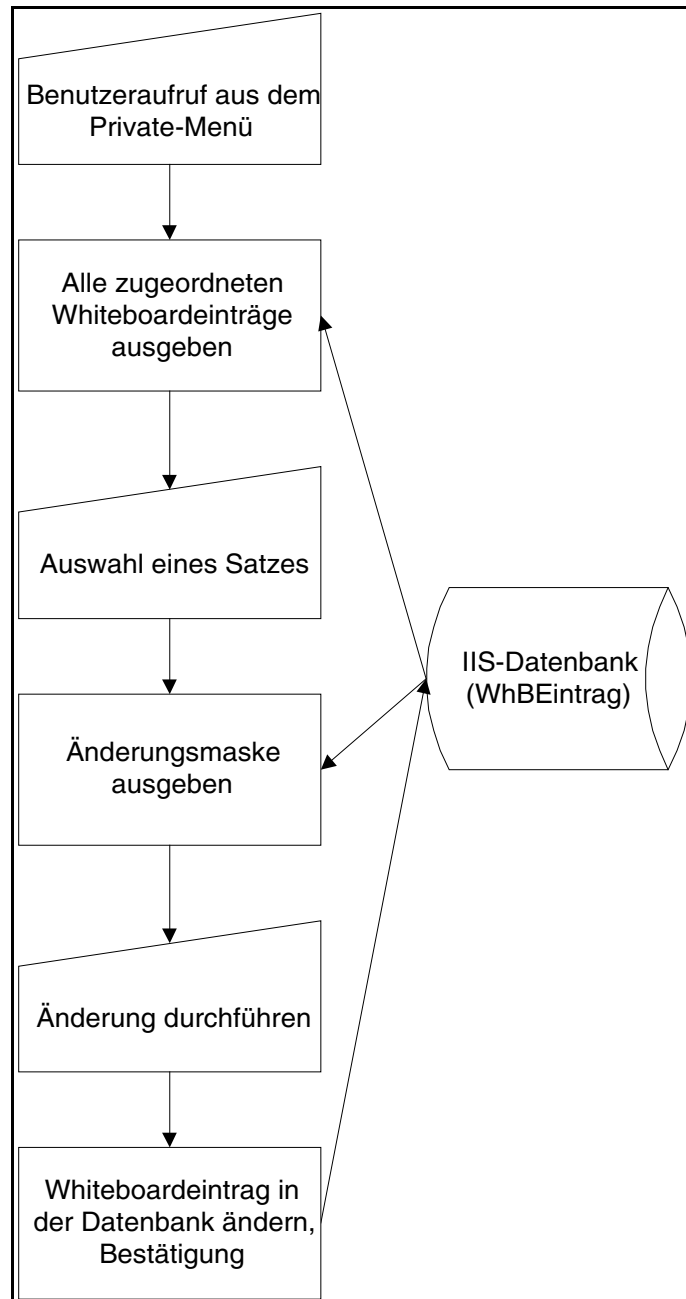 Benutzeraufruf aus dem
Private-Menü
Alle zugeordneten
Whiteboardeinträge
ausgeben
Auswahl eines Satzes
IIS-Datenbank
(WhBEintrag)
Änderungsmaske
ausgeben
Änderung durchführen
Whiteboardeintrag in
der Datenbank ändern,
Bestätigung